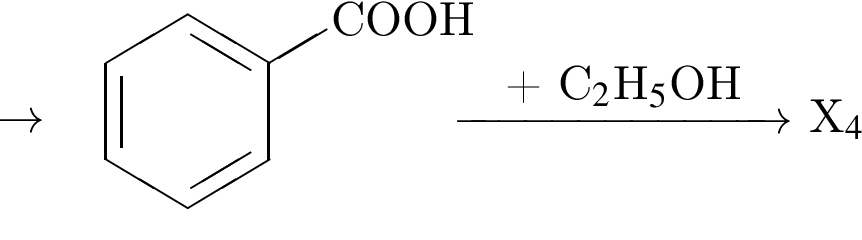 COOH
+ C₂H₅OH
→ → X₄